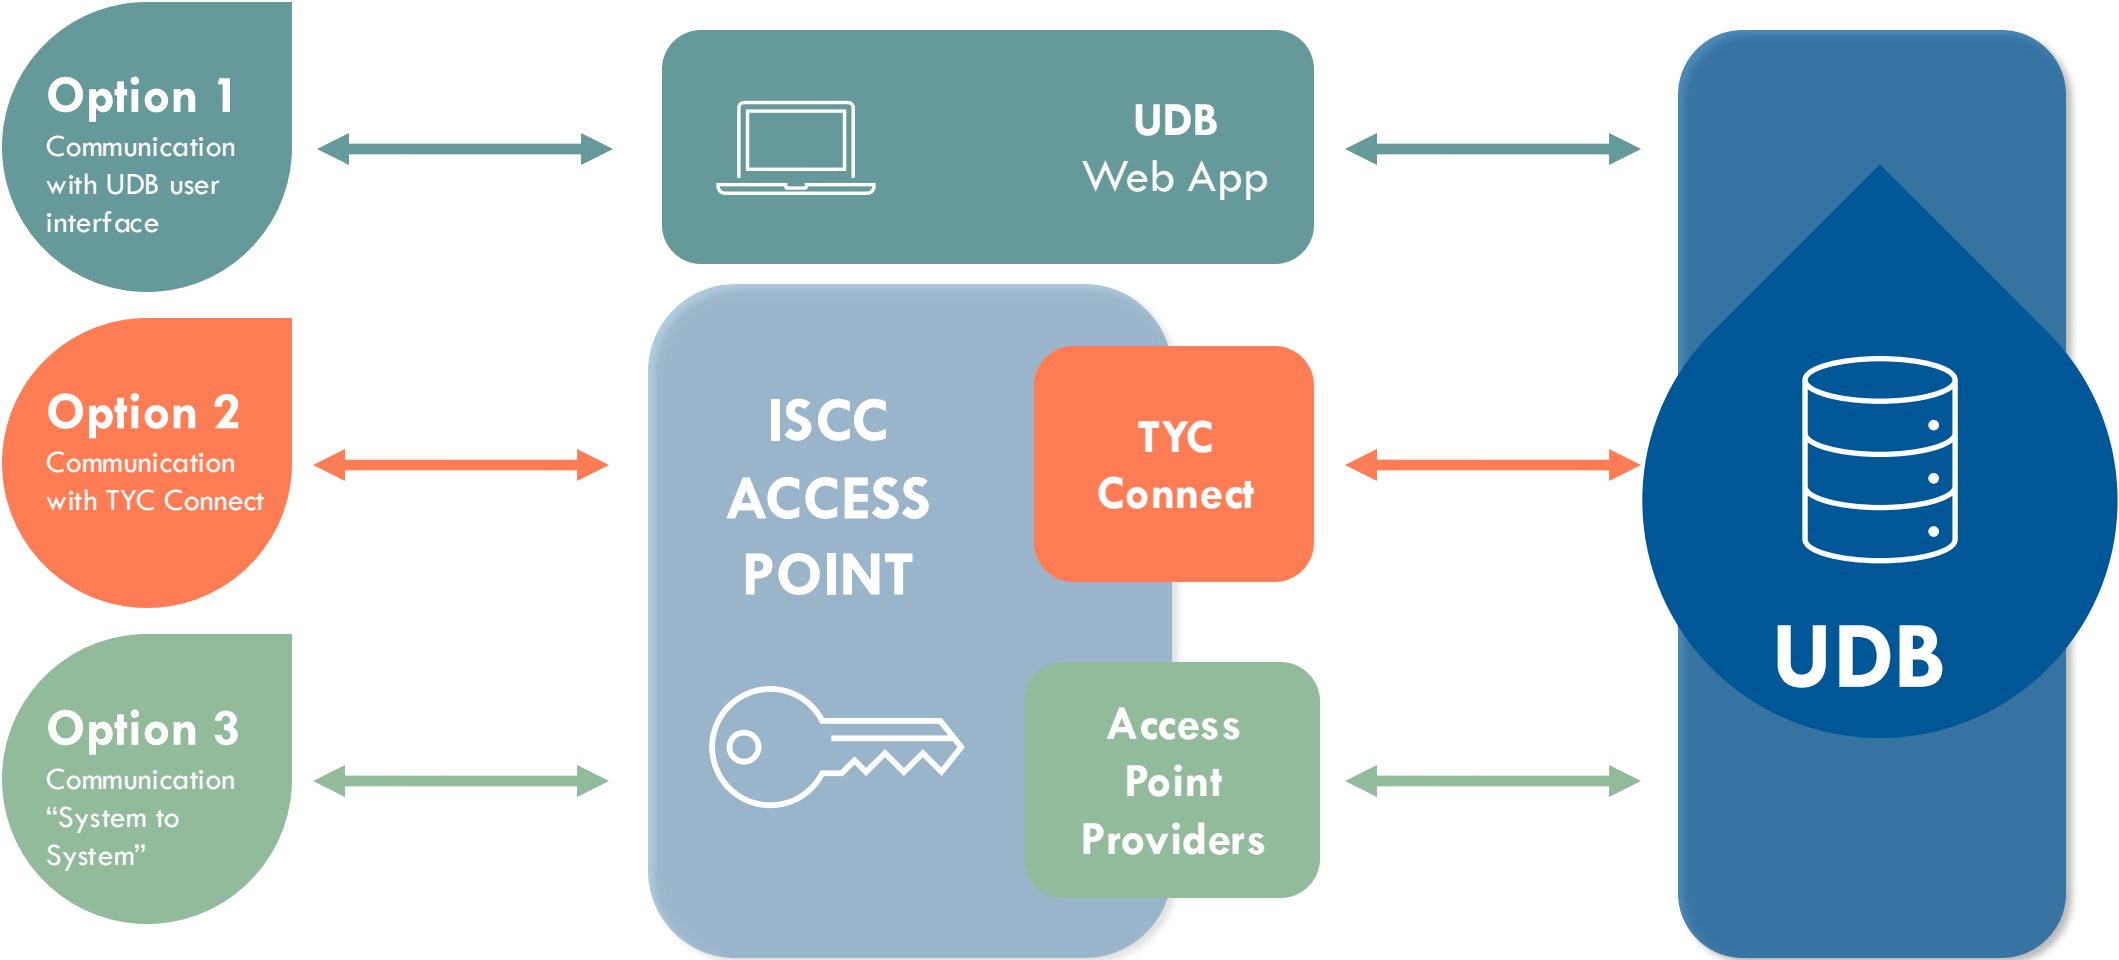 Option 1
Communication
with UDB user
interface
UDB
Web App
Option 2
Communication
with TYC Connect
ISCC
ACCESS
POINT
TYC
Connect
Option 3
Communication
“System to
System”
Access
Point
Providers
UDB